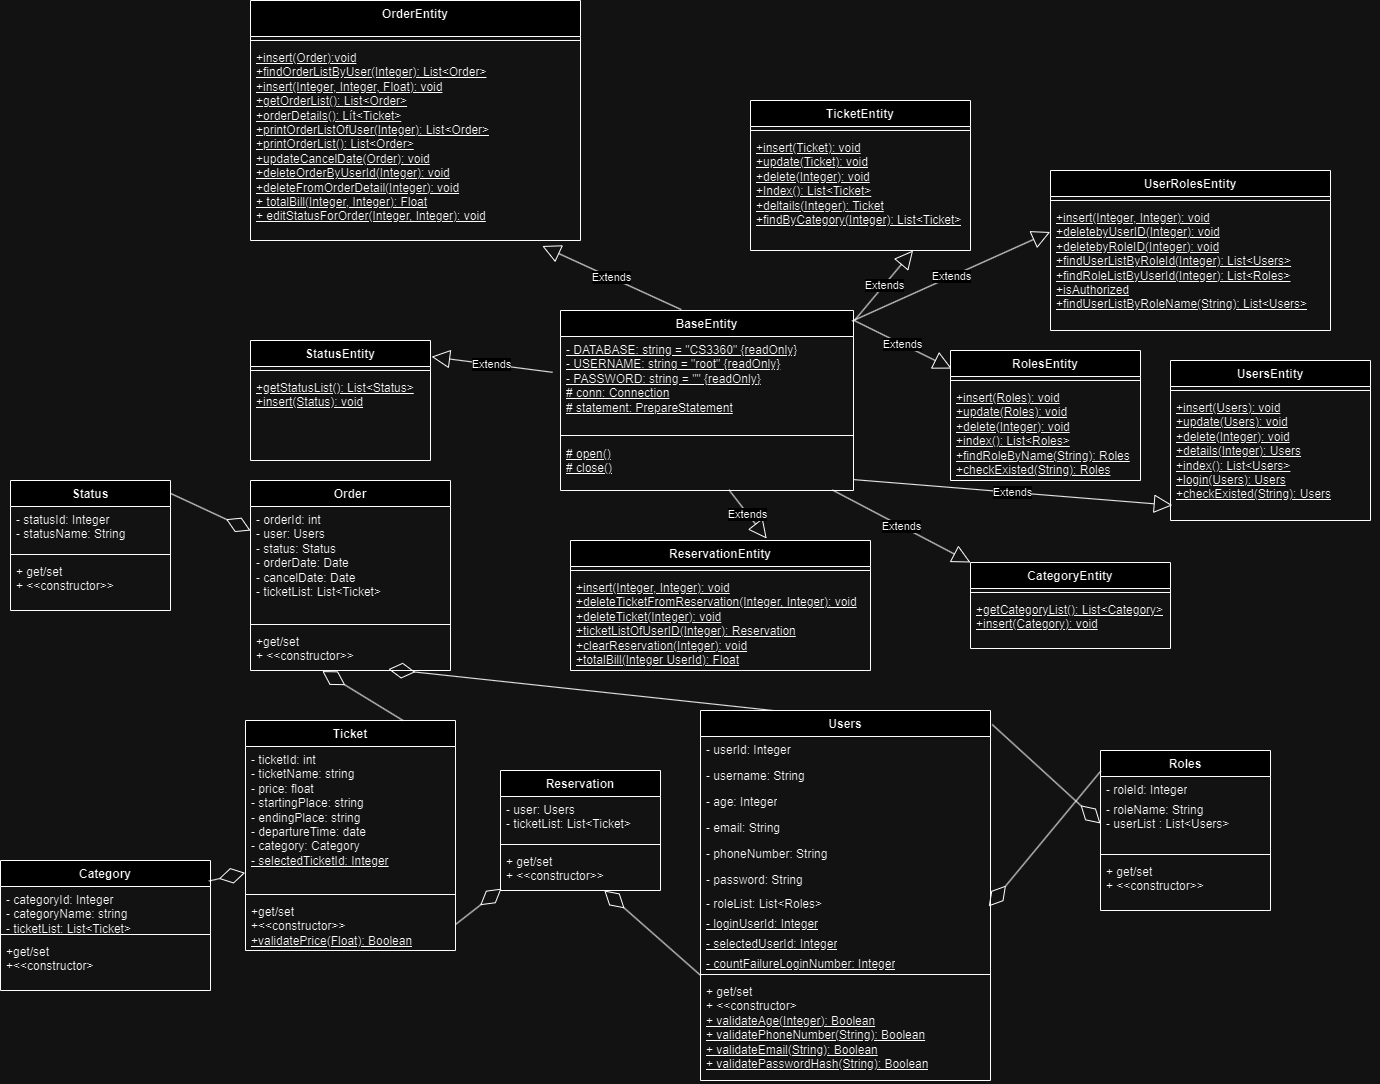 OrderEntity
+insert(Order):void
+findOrderListByUser(Integer): List<Order>
+insert(Integer, Integer, Float): void
+getOrderList(): List<Order>
+orderDetails(): Lít<Ticket>
+printOrderListOfUser(Integer): List<Order>
+printOrderList(): List<Order>
+updateCancelDate(Order): void
+deleteOrderByUserId(Integer): void
+deleteFromOrderDetail(Integer): void
+ totalBill(Integer, Integer): Float
+ editStatusForOrder(Integer, Integer): void
TicketEntity
+insert(Ticket): void
+update(Ticket): void
+delete(Integer): void
+Index(): List<Ticket>
+deltails(Integer): Ticket
+findByCategory(Integer): List<Ticket>
UserRolesEntity
+insert(Integer, Integer): void
+deletebyUserID(Integer): void
+deletebyRoleID(Integer): void
+findUserListByRoleId(Integer): List<Users>
+findRoleListByUserId(Integer): List<Roles>
+isAuthorized
+findUserListByRoleName(String): List<Users>
Extends
Extends
Extends
BaseEntity
- DATABASE: string = "CS3360" {readOnly}
- USERNAME: string = "root" {readOnly}
- PASSWORD: string = "" {readOnly}
# conn: Connection
# statement: PrepareStatement
# open()
# close()
StatusEntity
+getStatusList(): List<Status>
+insert(Status): void
Extends
Extends
RolesEntity
+insert(Roles): void
+update(Roles): void
+delete(Integer): void
+index(): List<Roles>
+findRoleByName(String): Roles
+checkExisted(String): Roles
UsersEntity
+insert(Users): void
+update(Users): void
+delete(Integer): void
+details(Integer): Users
+index(): List<Users>
+login(Users): Users
+checkExisted(String): Users
Extends
Extends
Extends
Status
- statusId: Integer
- statusName: String
+ get/set
+ <<constructor>>
Order
- orderId: int
- user: Users
- status: Status
- orderDate: Date
- cancelDate: Date
- ticketList: List<Ticket>
+get/set
+ <<constructor>>
ReservationEntity
+insert(Integer, Integer): void
+deleteTicketFromReservation(Integer, Integer): void
+deleteTicket(Integer): void
+ticketListOfUserID(Integer): Reservation
+clearReservation(Integer): void
+totalBill(Integer UserId): Float
CategoryEntity
+getCategoryList(): List<Category>
+insert(Category): void
Ticket
- ticketId: int
- ticketName: string
- price: float
- startingPlace: string
- endingPlace: string
- departureTime: date
- category: Category
- selectedTicketId: Integer
+get/set
+<<constructor>>
+validatePrice(Float): Boolean
Reservation
- user: Users
- ticketList: List<Ticket>
+ get/set
+ <<constructor>>
Users
- userId: Integer
- username: String
- age: Integer
- email: String
- phoneNumber: String
- password: String
- roleList: List<Roles>
- loginUserId: Integer
- selectedUserId: Integer
- countFailureLoginNumber: Integer
+ get/set
+ <<constructor>
+ validateAge(Integer): Boolean
+ validatePhoneNumber(String): Boolean
+ validateEmail(String): Boolean
+ validatePasswordHash(String): Boolean
Roles
- roleId: Integer
- roleName: String
- userList : List<Users>
+ get/set
+ <<constructor>>
Category
- categoryId: Integer
- categoryName: string
- ticketList: List<Ticket>
+get/set
+<<constructor>